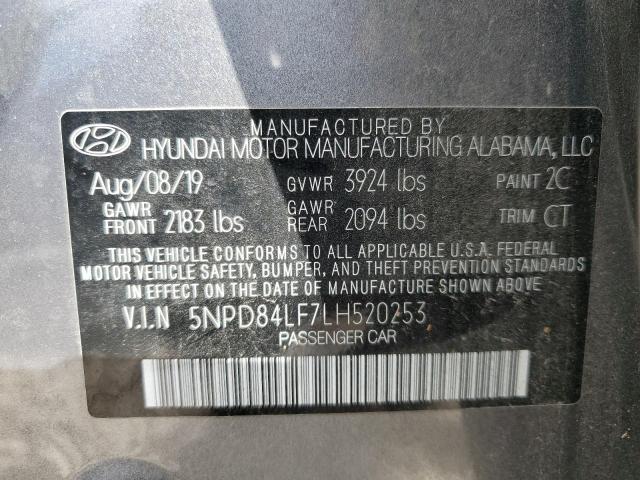 MANUFACTURED BY
HYUNDAI MOTOR MANUFACTURING ALABAMA, LLC
Aug/08/19 GVWR 3924 lbs PAINT 2C
GAWR FRONT 2183 lbs GAWR REAR 2094 lbs TRIM CT
THIS VEHICLE CONFORMS TO ALL APPLICABLE U.S.A. FEDERAL
MOTOR VEHICLE SAFETY, BUMPER, AND THEFT PREVENTION STANDARDS
IN EFFECT ON THE DATE OF MANUFACTURE SHOWN ABOVE
V.I.N 5NPD84LF7LH520253
PASSENGER CAR